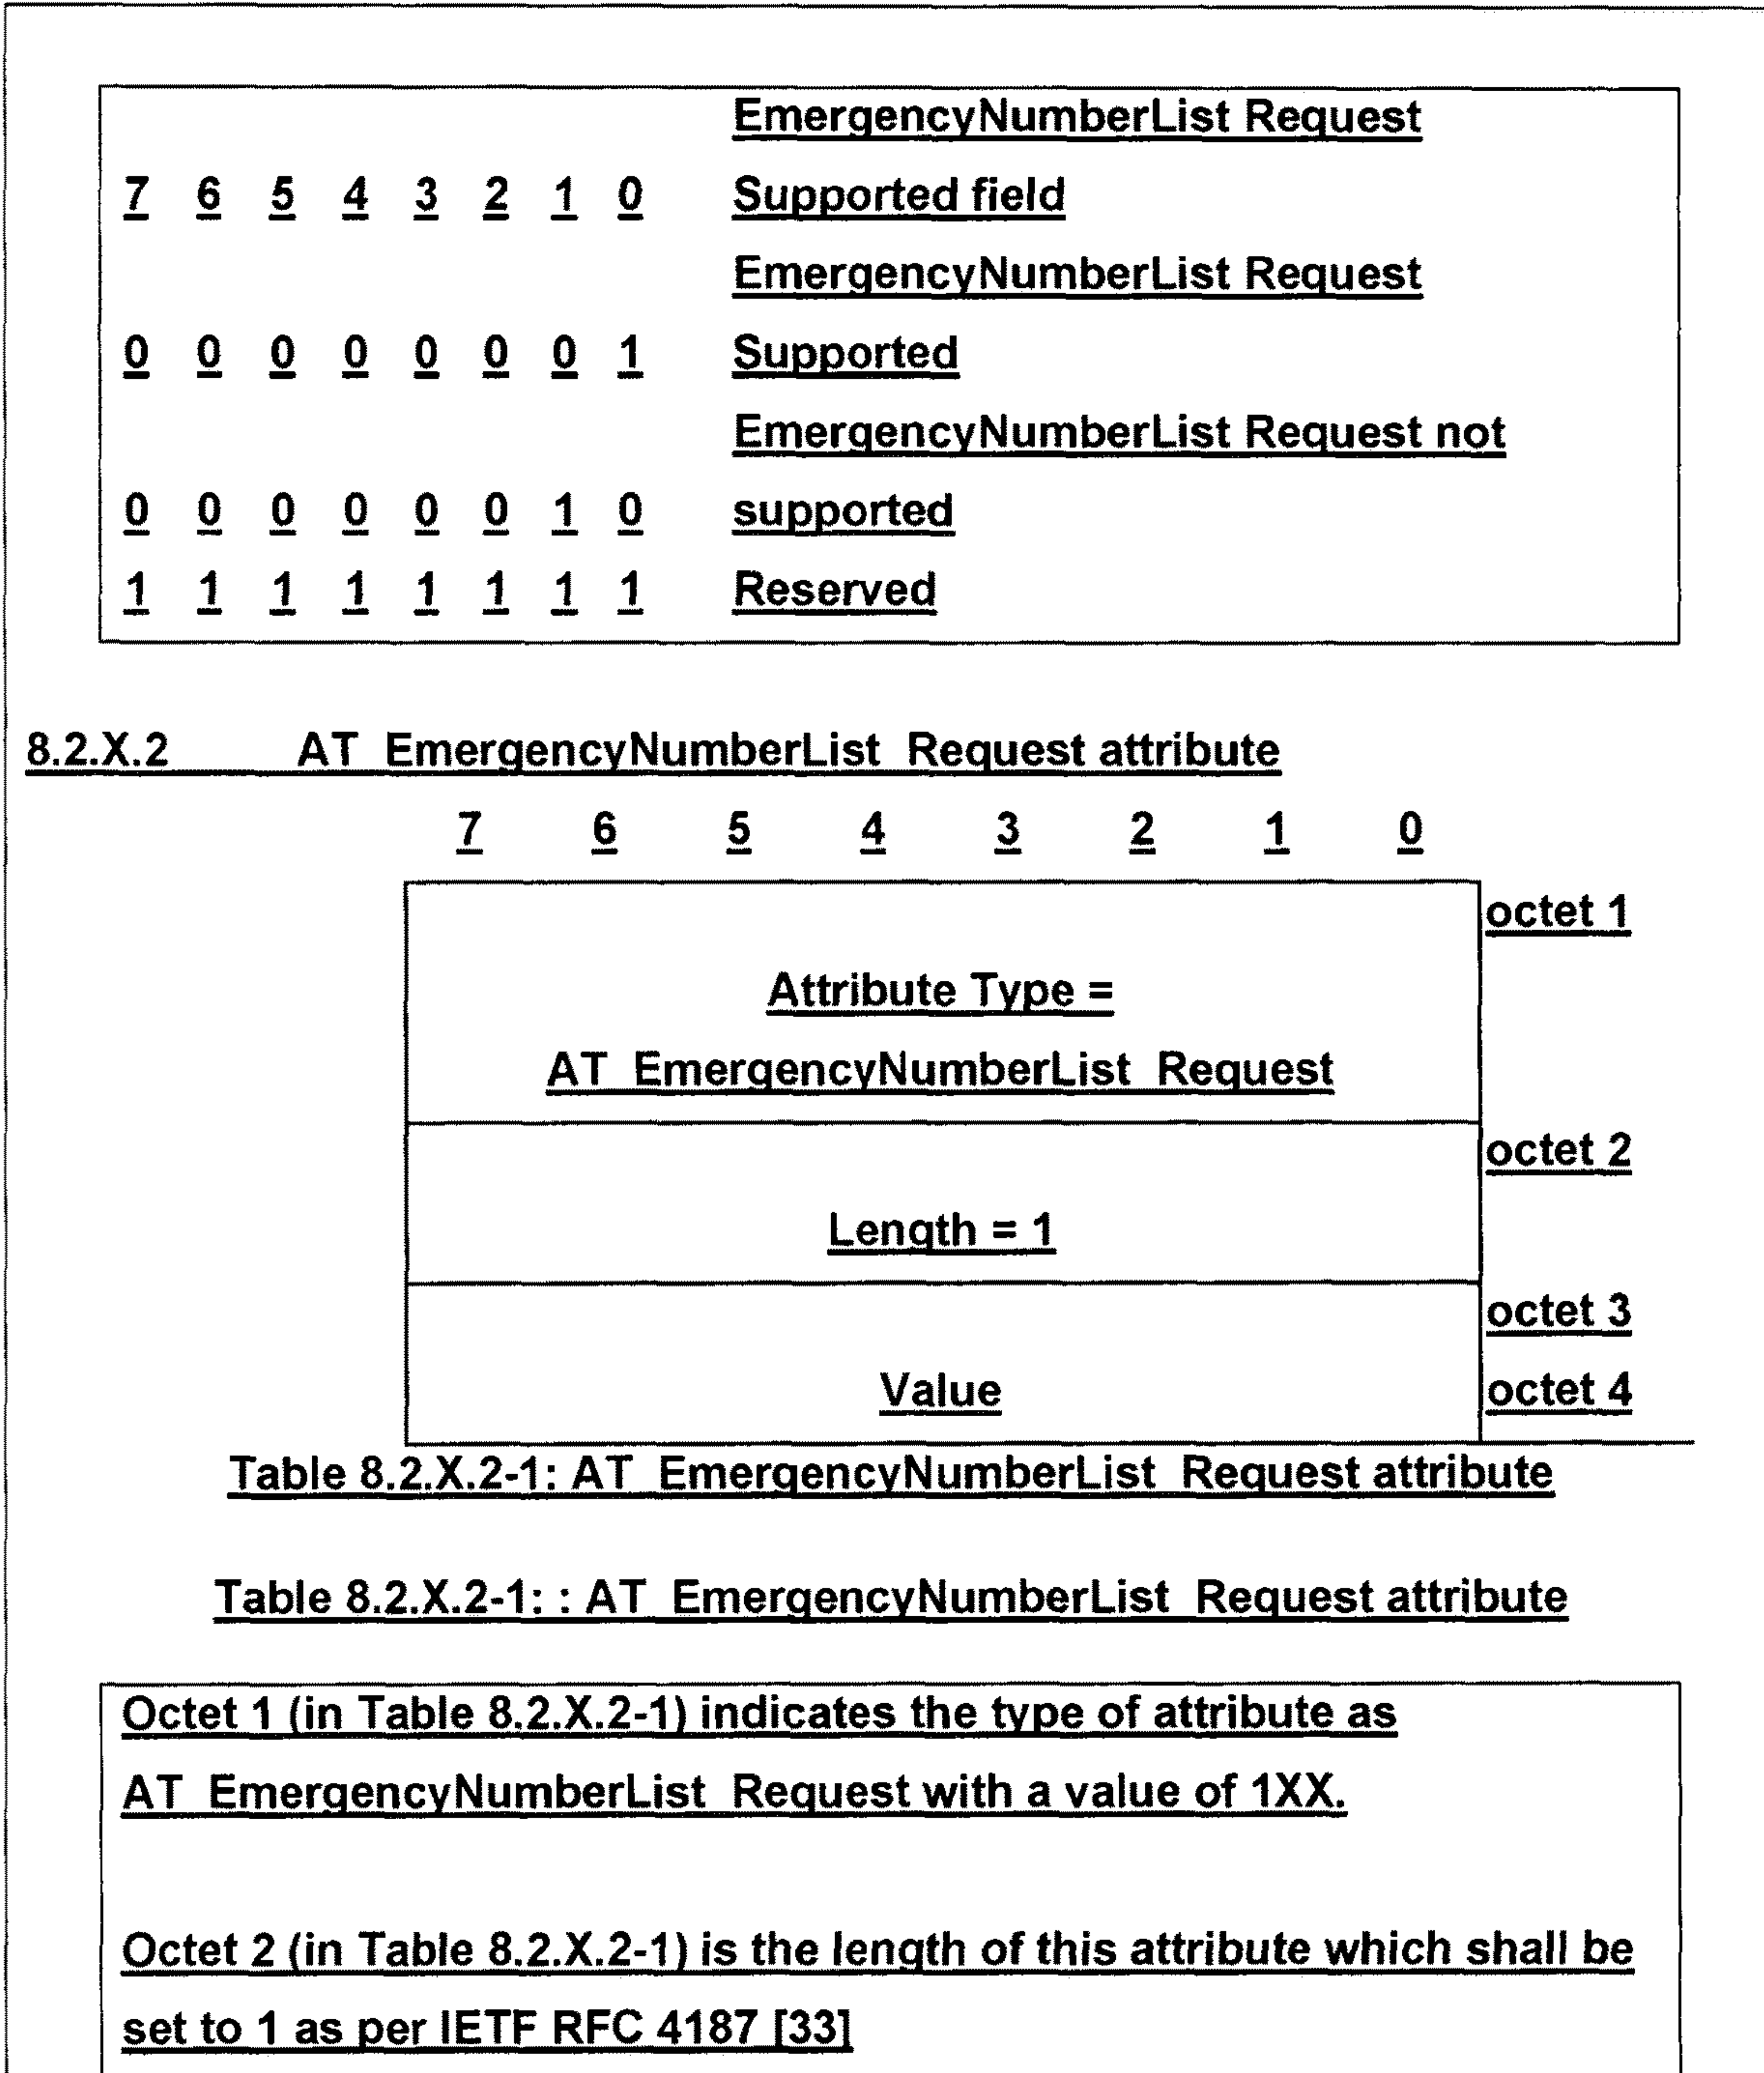 EmergencyNumberList Request
7 6 5 4 3 2 1 0 Supported field
EmergencyNumberList Request
0 0 0 0 0 0 0 1 Supported
EmergencyNumberList Request not
0 0 0 0 0 0 1 0 supported
1 1 1 1 1 1 1 1 Reserved
8.2.X.2 AT_EmergencyNumberList_Request attribute
7 6 5 4 3 2 1 0
octet 1
Attribute Type =
AT_EmergencyNumberList_Request
octet 2
Length = 1
octet 3
Value octet 4
Table 8.2.X.2-1: AT_EmergencyNumberList_Request attribute
Table 8.2.X.2-1: : AT_EmergencyNumberList_Request attribute
Octet 1 (in Table 8.2.X.2-1) indicates the type of attribute as
AT_EmergencyNumberList_Request with a value of 1XX.
Octet 2 (in Table 8.2.X.2-1) is the length of this attribute which shall be
set to 1 as per IETF RFC 4187 [33]